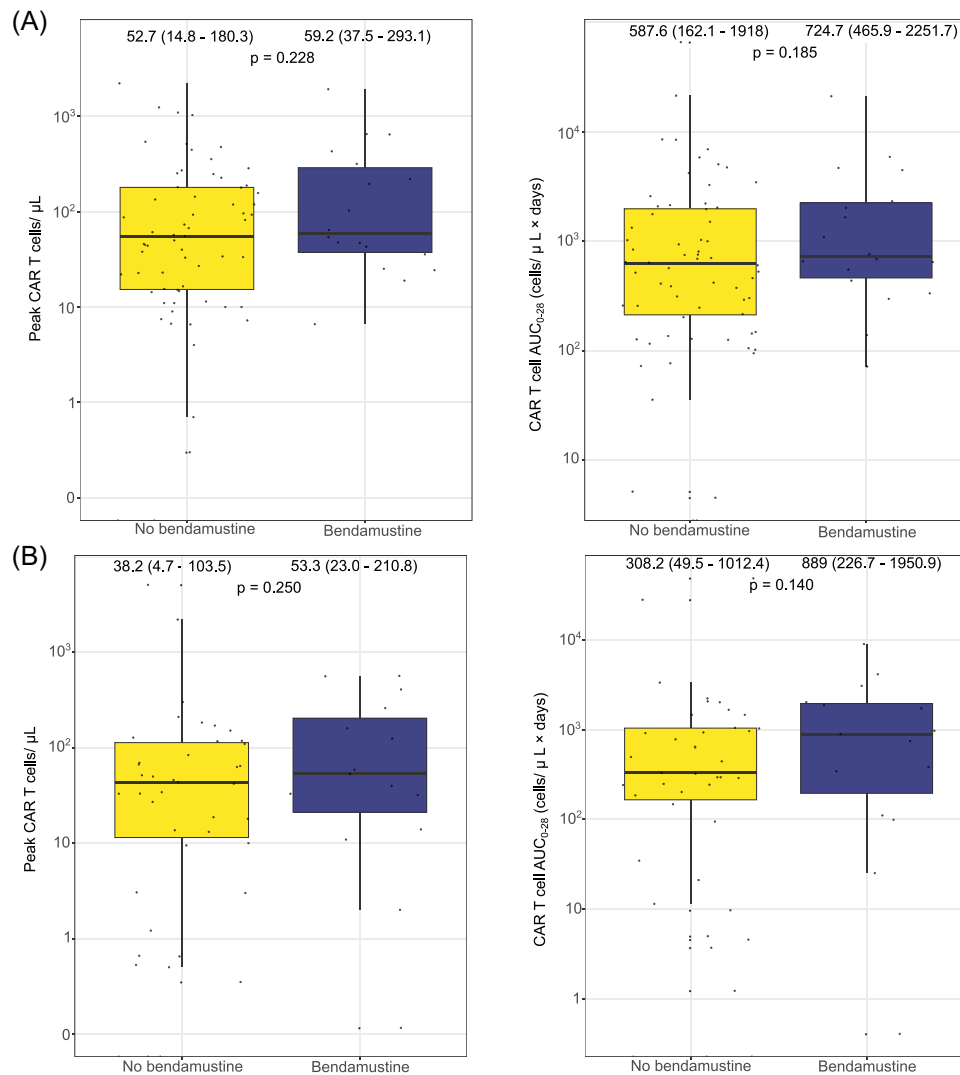 (A)
52.7 (14.8 - 180.3) 59.2 (37.5 - 293.1)
p = 0.228
Peak CAR T cells/ µL
10³
10²
10
1
0
No bendamustine Bendamustine
587.6 (162.1 - 1918) 724.7 (465.9 - 2251.7)
p = 0.185
CAR T cell AUC₀₋₂₈ (cells/ µ L × days)
10⁴
10³
10²
10
No bendamustine Bendamustine
(B)
38.2 (4.7 - 103.5) 53.3 (23.0 - 210.8)
p = 0.250
Peak CAR T cells/ µL
10³
10²
10
1
0
No bendamustine Bendamustine
308.2 (49.5 - 1012.4) 889 (226.7 - 1950.9)
p = 0.140
CAR T cell AUC₀₋₂₈ (cells/ µ L × days)
10⁴
10³
10²
10
1
No bendamustine Bendamustine